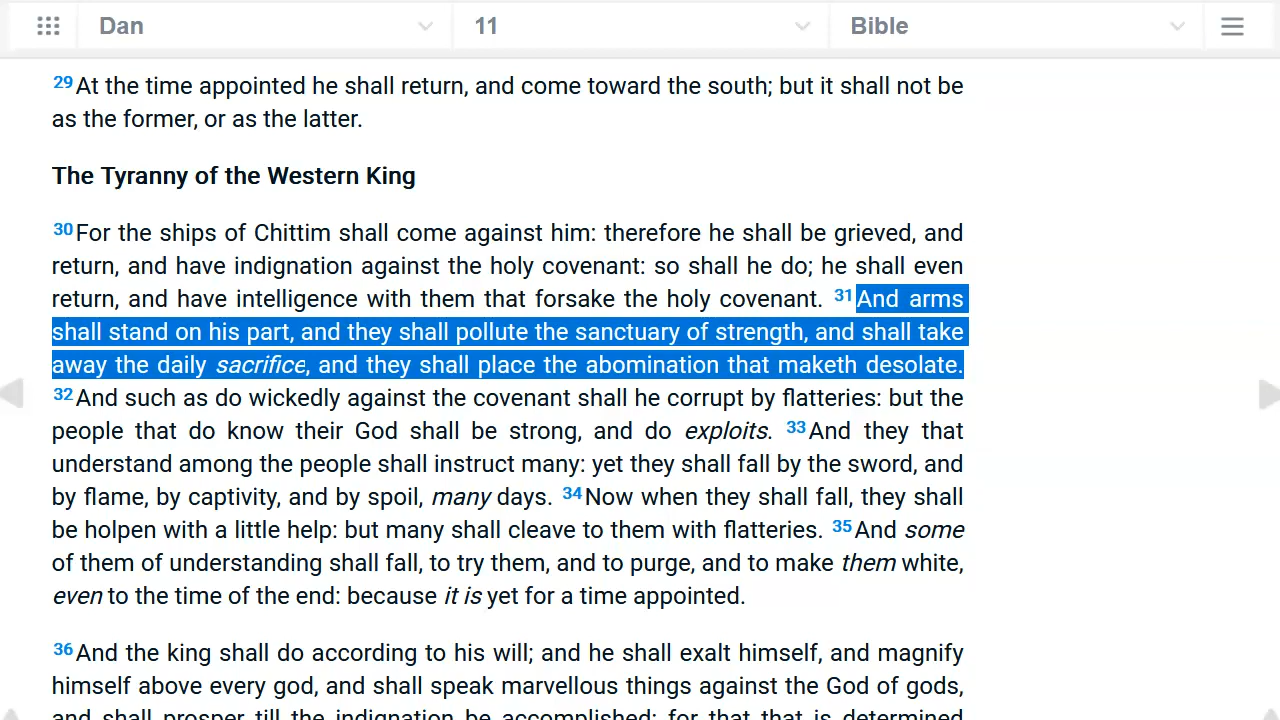 Dan 11 Bible
29 At the time appointed he shall return, and come toward the south; but it shall not be
as the former, or as the latter.
The Tyranny of the Western King
30 For the ships of Chittim shall come against him: therefore he shall be grieved, and
return, and have indignation against the holy covenant: so shall he do; he shall even
return, and have intelligence with them that forsake the holy covenant. 31 And arms
shall stand on his part, and they shall pollute the sanctuary of strength, and shall take
away the daily sacrifice, and they shall place the abomination that maketh desolate.
32 And such as do wickedly against the covenant shall he corrupt by flatteries: but the
people that do know their God shall be strong, and do exploits. 33 And they that
understand among the people shall instruct many: yet they shall fall by the sword, and
by flame, by captivity, and by spoil, many days. 34 Now when they shall fall, they shall
be holpen with a little help: but many shall cleave to them with flatteries. 35 And some
of them of understanding shall fall, to try them, and to purge, and to make them white,
even to the time of the end: because it is yet for a time appointed.
36 And the king shall do according to his will; and he shall exalt himself, and magnify
himself above every god, and shall speak marvellous things against the God of gods,
and shall prosper till the indignation be accomplished: for that that is determined